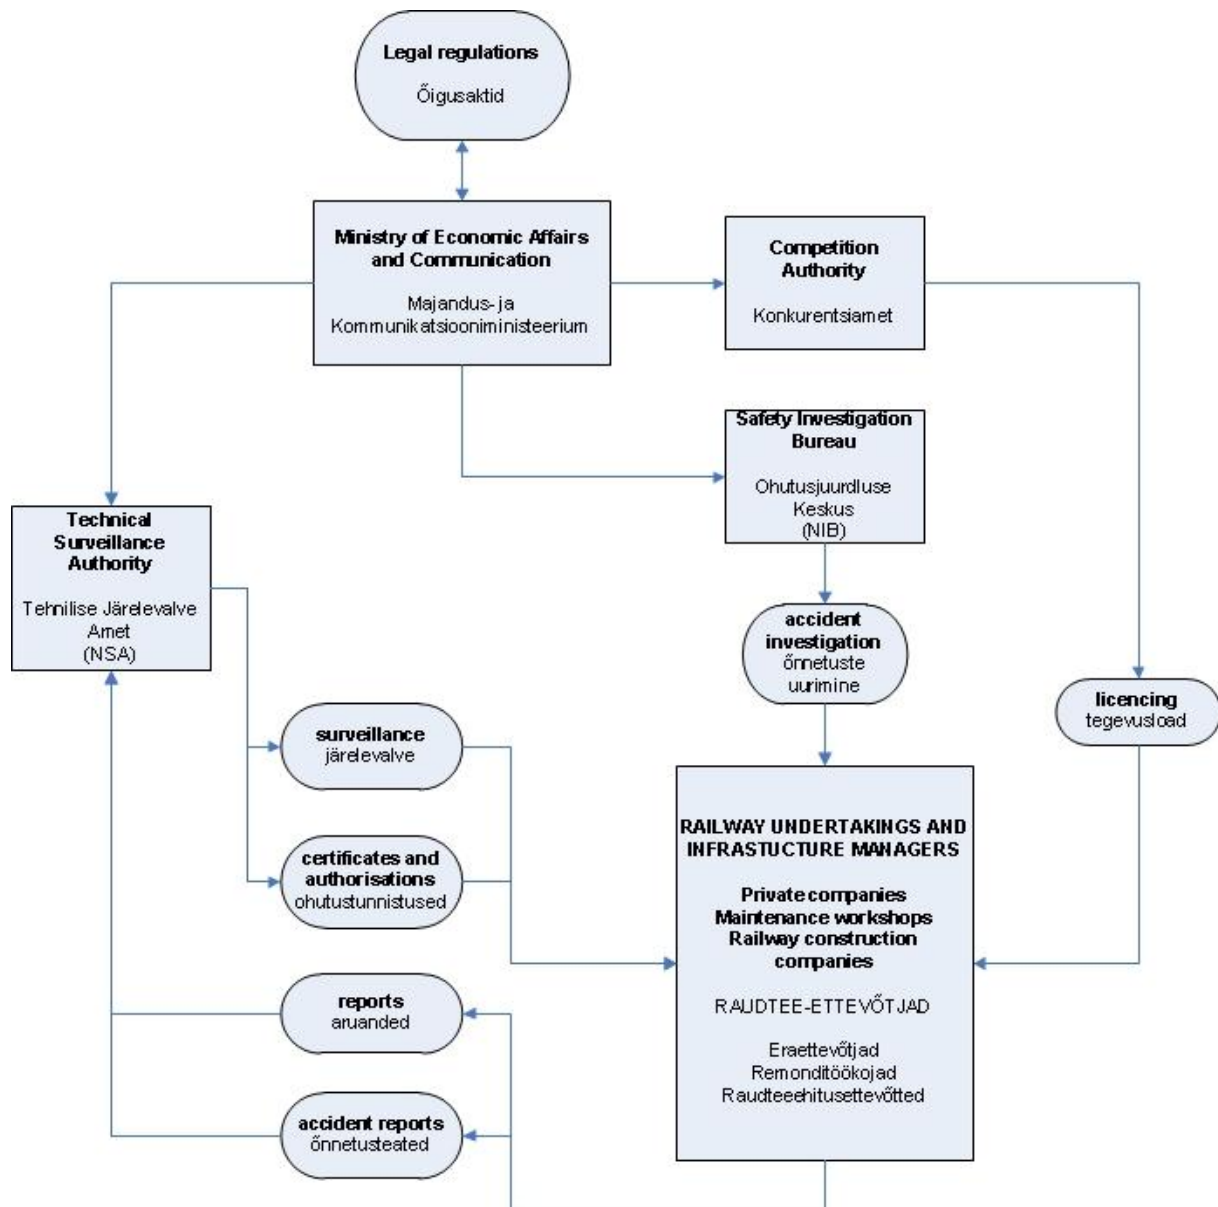 Legal regulations
Õigusaktid
Ministry of Economic Affairs
and Communication
Majandus- ja
Kommunikatsiooniministeerium
Competition
Authority
Konkurentsiamet
Safety Investigation
Bureau
Ohutusjuurdluse
Keskus
(NIB)
Technical
Surveillance
Authority
Tehnilise Järelevalve
Amet
(NSA)
accident
investigation
õnnetuste
uurimine
licencing
tegevusload
surveillance
järelevalve
certificates and
authorisations
ohutustunnistused
RAILWAY UNDERTAKINGS AND
INFRASTUCTURE MANAGERS
Private companies
Maintenance workshops
Railway construction
companies
RAUDTEE-ETTEVÕTJAD
Eraettevõtjad
Remonditöökojad
Raudteeehitusettevõtted
reports
aruanded
accident reports
õnnetusteated